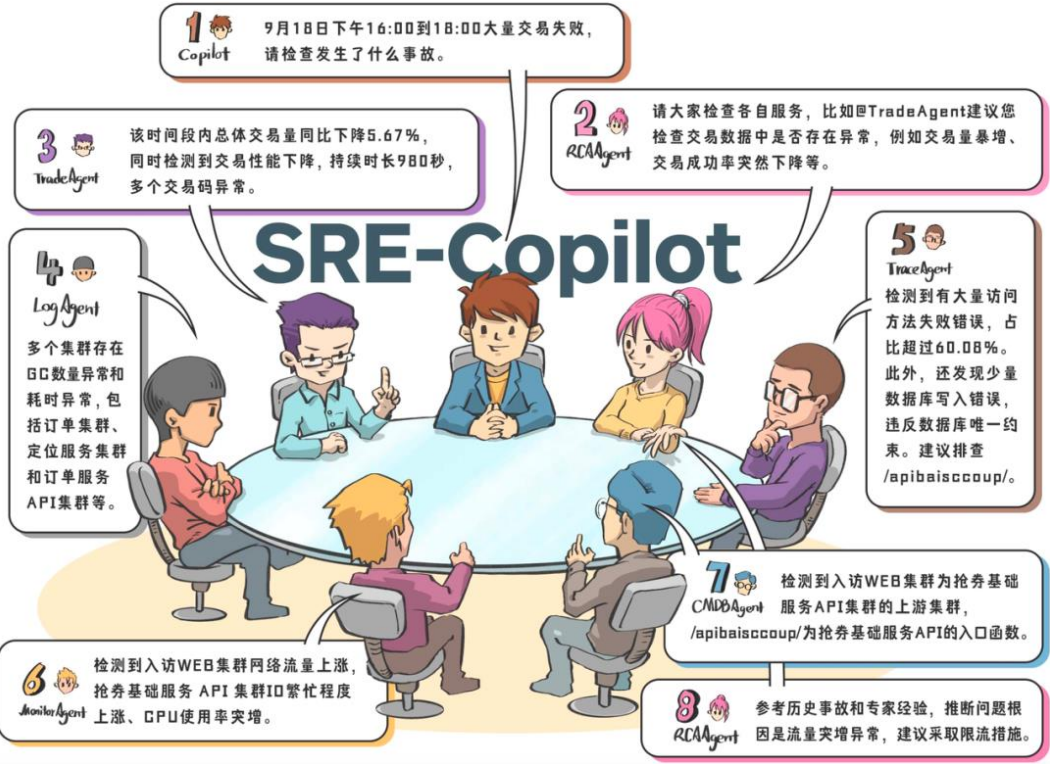 1
Copilot
9月18日下午16:00到18:00大量交易失败,
请检查发生了什么事故。
2
RCAAgent
请大家检查各自服务，比如@TradeAgent建议您
检查交易数据中是否存在异常，例如交易量暴增、
交易成功率突然下降等。
3
TradeAgent
该时间段内总体交易量同比下降5.67%，
同时检测到交易性能下降，持续时长980秒，
多个交易码异常。
SRE-Copilot
4
LogAgent
多个集群存在
GC数量异常和
耗时异常，包
括订单集群、
定位服务集群
和订单服务
API集群等。
5
TraceAgent
检测到有大量访问
方法失败错误，占
比超过60.08%。
此外，还发现少量
数据库写入错误，
违反数据库唯一约
束。建议排查
/apibaisccoup/。
6
MonitorAgent
检测到入访WEB集群网络流量上涨，
抢券基础服务 API 集群IO繁忙程度
上涨、CPU使用率突增。
7
CMDBAgent
检测到入访WEB集群为抢券基础
服务API集群的上游集群，
/apibaisccoup/为抢券基础服务API的入口函数。
8
RCAAgent
参考历史事故和专家经验，推断问题根
因是流量突增异常，建议采取限流措施。